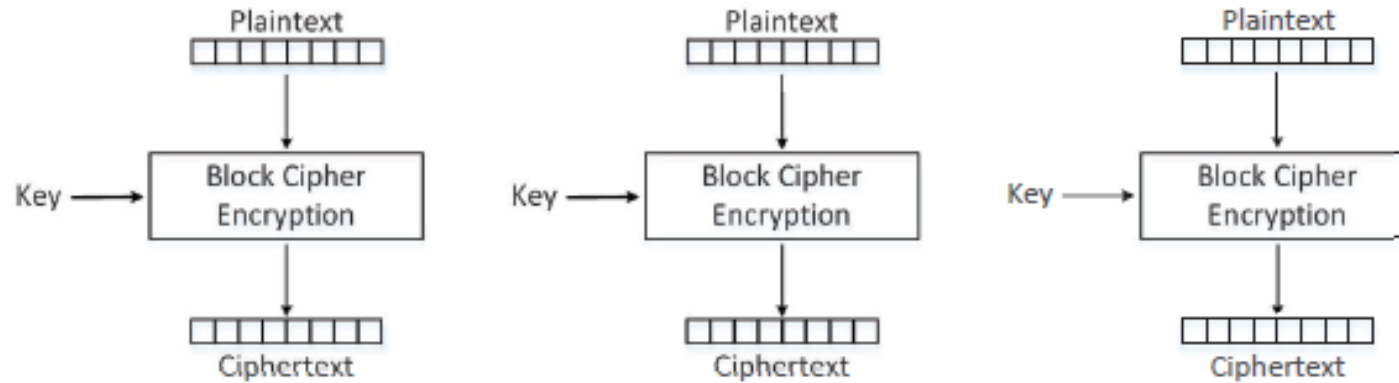 Plaintext
Plaintext
Plaintext
Key
Block Cipher
Encryption
Key
Block Cipher
Encryption
Key
Block Cipher
Encryption
Ciphertext
Ciphertext
Ciphertext